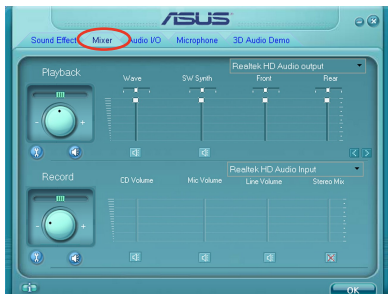 ASUS
Sound Effect Mixer Audio I/O Microphone 3D Audio Demo
Realtek HD Audio output
Playback
Wave SW Synth Front Rear
Realtek HD Audio Input
Record
CD Volume Mic Volume Line Volume Stereo Mix
OK